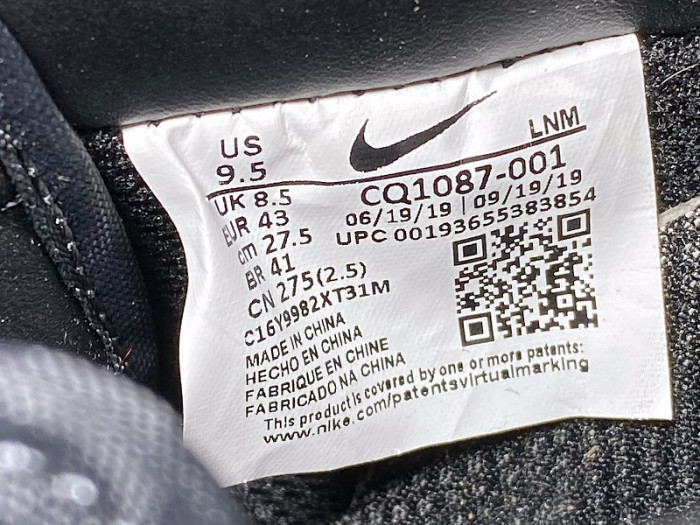 US
9.5
LNM
UK 8.5
CQ1087-001
EUR 43
06/19/19 | 09/19/19
cm 27.5
UPC 00193655383854
BR 41
CN 275(2.5)
C16Y9982XT31M
MADE IN CHINA
HECHO EN CHINA
FABRIQUE EN CHINE
FABRICADO NA CHINA
This product is covered by one or more patents:
www.nike.com/patentsvirtualmarking